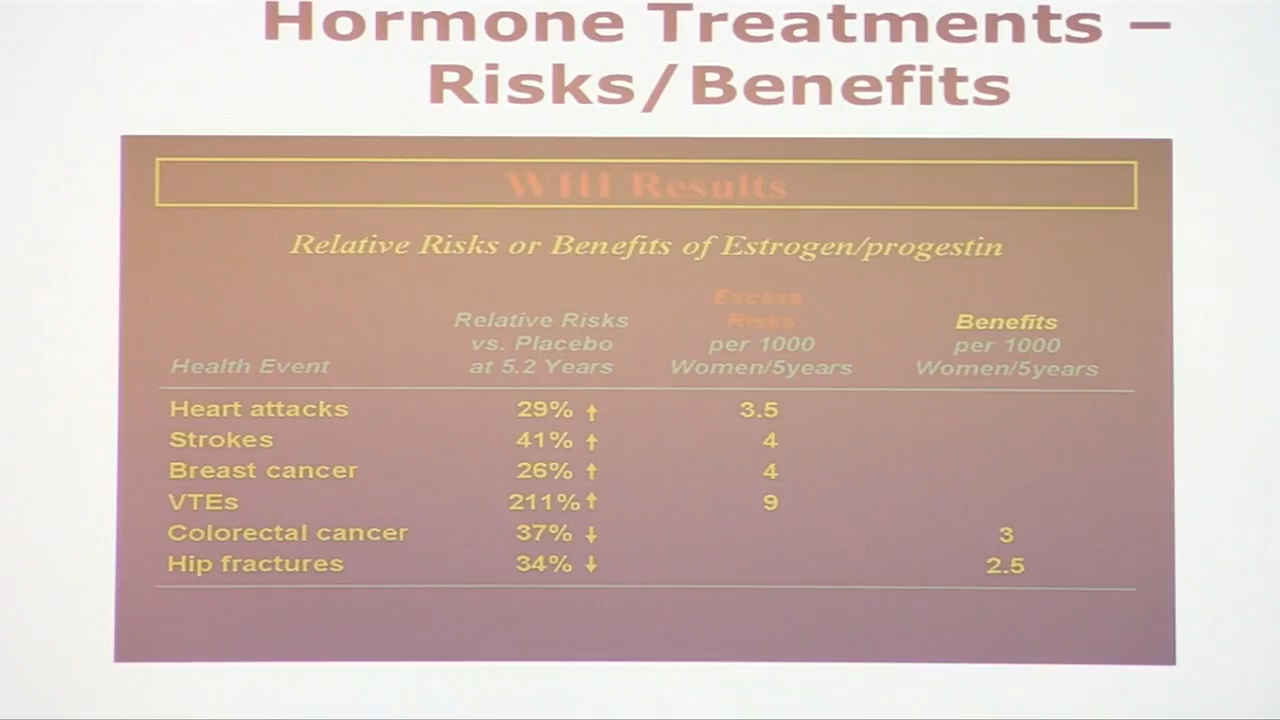 Hormone Treatments –
Risks/Benefits
WHI Results
Relative Risks or Benefits of Estrogen/progestin
Health Event
Relative Risks
vs. Placebo
at 5.2 Years
Excess
Risks
per 1000
Women/5years
Benefits
per 1000
Women/5years
Heart attacks 29% ↑ 3.5
Strokes 41% ↑ 4
Breast cancer 26% ↑ 4
VTEs 211% ↑ 9
Colorectal cancer 37% ↓ 3
Hip fractures 34% ↓ 2.5